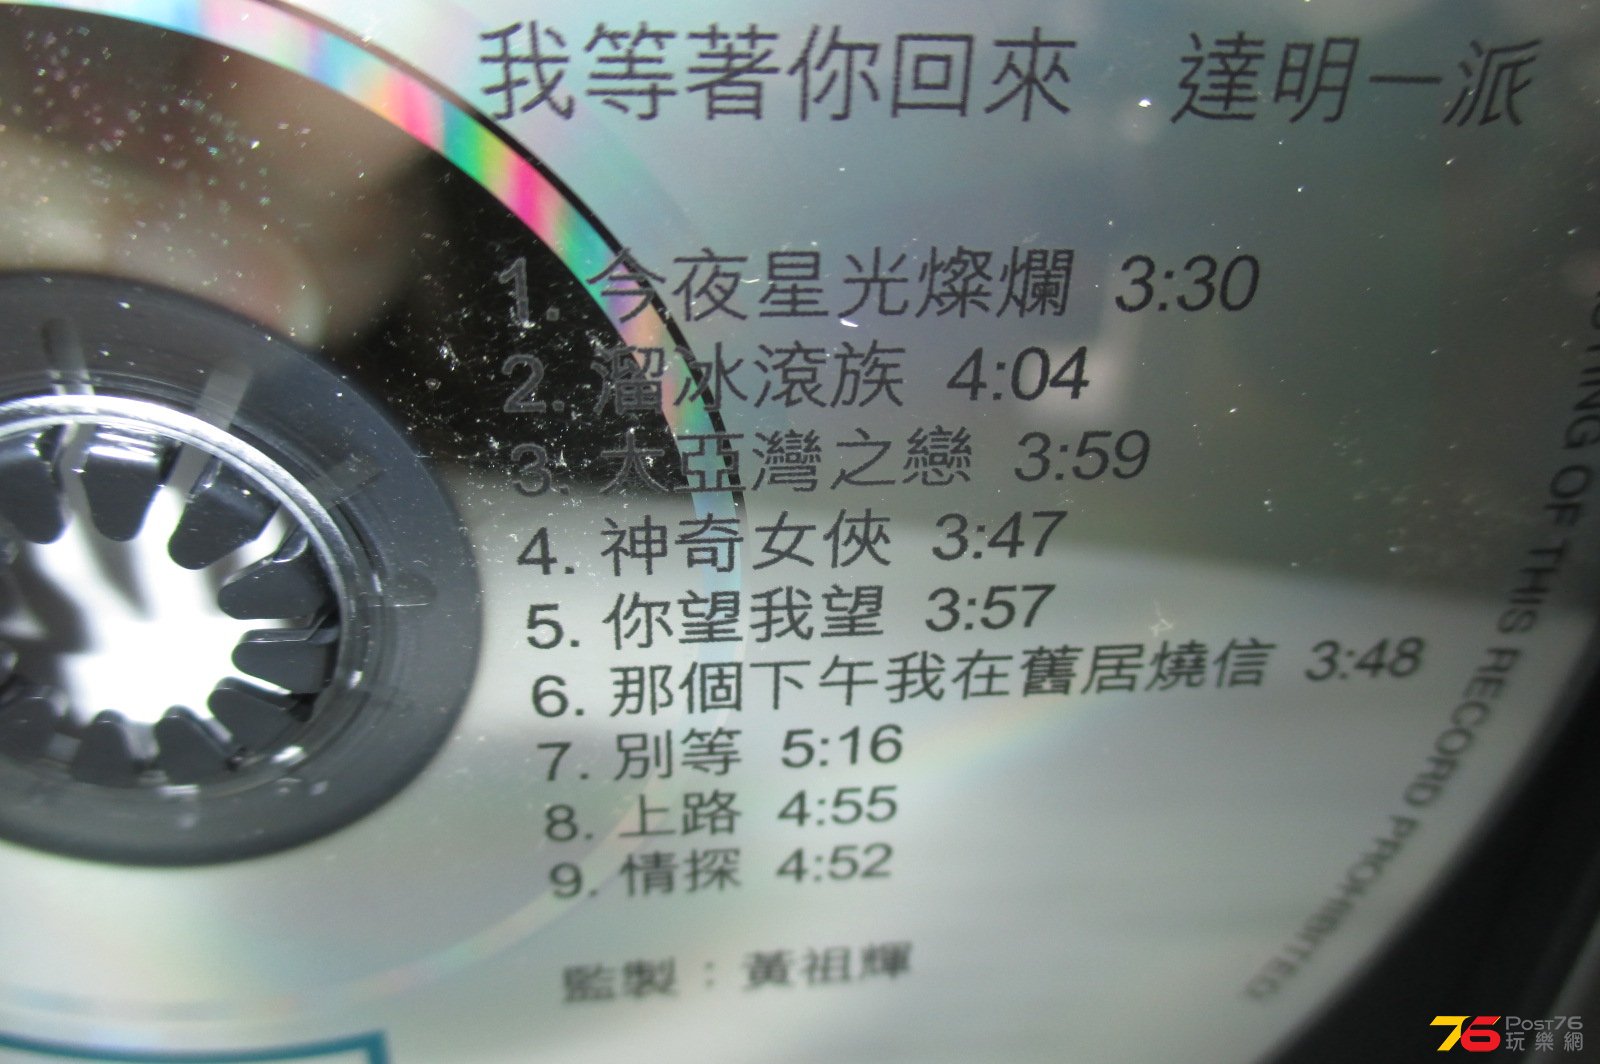 我等著你回來 達明一派
1. 今夜星光燦爛 3:30
2. 溜冰滾族 4:04
3. 大亞灣之戀 3:59
4. 神奇女俠 3:47
5. 你望我望 3:57
6. 那個下午我在舊居燒信 3:48
7. 別等 5:16
8. 上路 4:55
9. 情探 4:52
監製：黃祖輝
OF THIS RECORD PROHIBITED
76 Post76
玩樂網